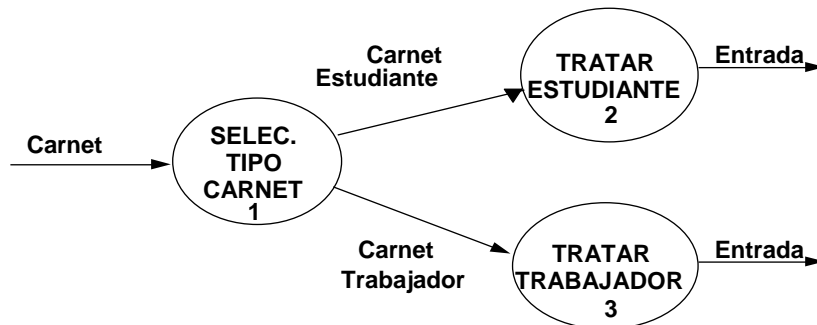 Carnet
SELEC.
TIPO
CARNET
1
Carnet
Estudiante
TRATAR
ESTUDIANTE
2
Entrada
Carnet
Trabajador
TRATAR
TRABAJADOR
3
Entrada